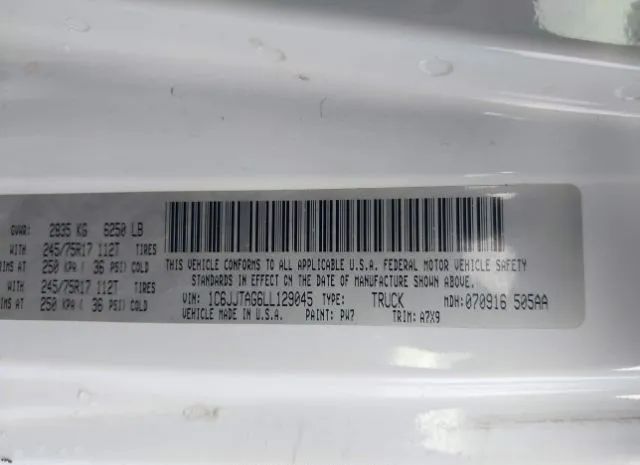 GVWR: 2835 KG 6250 LB
WITH 245/75R17 112T TIRES
RIMS AT 250 KPA ( 36 PSI) COLD
WITH 245/75R17 112T TIRES
RIMS AT 250 KPA ( 36 PSI) COLD
THIS VEHICLE CONFORMS TO ALL APPLICABLE U.S.A. FEDERAL MOTOR VEHICLE SAFETY
STANDARDS IN EFFECT ON THE DATE OF MANUFACTURE SHOWN ABOVE.
VIN: 1C6JJTAG6LL129045 TYPE: TRUCK MDH: 070916 505AA
VEHICLE MADE IN U.S.A. PAINT: PW7 TRIM: A7X9